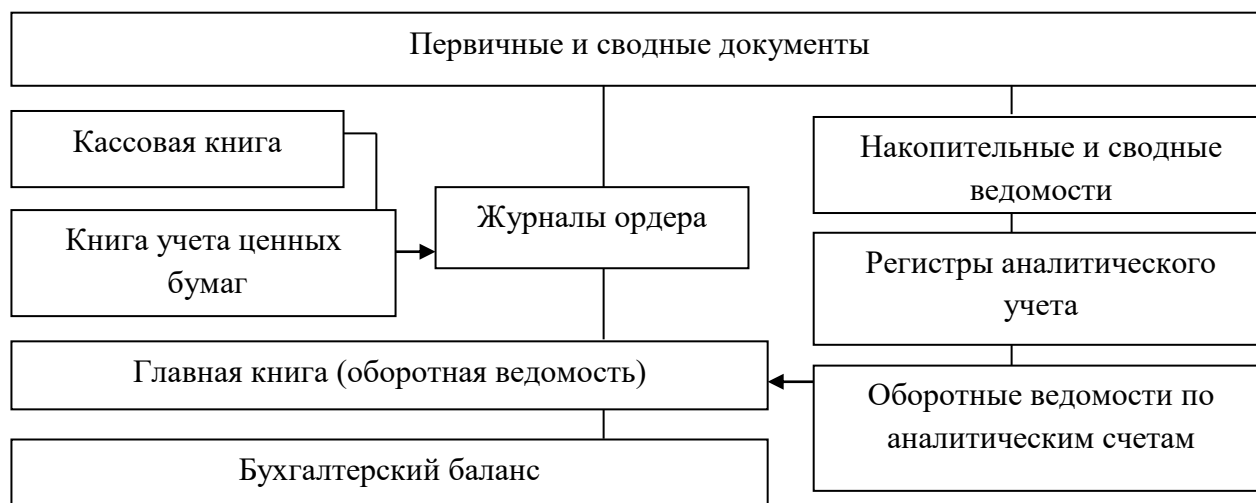 Первичные и сводные документы
Кассовая книга
Накопительные и сводные
ведомости
Книга учета ценных
бумаг
Журналы ордера
Регистры аналитического
учета
Главная книга (оборотная ведомость)
Оборотные ведомости по
аналитическим счетам
Бухгалтерский баланс